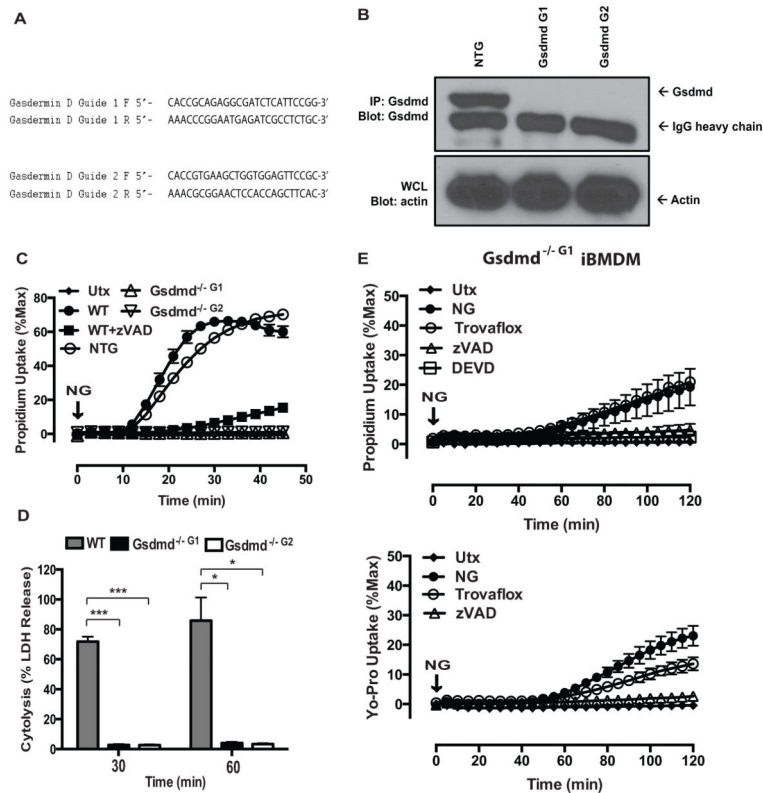 A
Gasdermin D Guide 1 F 5’- CACCGCAGAGGCGATCTCATTCCGG-3’
Gasdermin D Guide 1 R 5’- AAACCCGGAATGAGATCGCCTCTGC-3’
Gasdermin D Guide 2 F 5’- CACCGTGAAGCTGGTGGAGTTCCGC-3’
Gasdermin D Guide 2 R 5’- AAACGCGGAACTCCACCAGCTTCAC-3’
B
NTG
Gsdmd G1
Gsdmd G2
IP: Gsdmd
Blot: Gsdmd
← Gsdmd
← IgG heavy chain
WCL
Blot: actin
← Actin
C
Utx
WT
WT+zVAD
NTG
Gsdmd-/- G1
Gsdmd-/- G2
Propidium Uptake (%Max)
80
60
40
20
0
NG
0 10 20 30 40 50
Time (min)
D
WT Gsdmd-/- G1 Gsdmd-/- G2
Cytolysis (% LDH Release)
120
100
80
60
40
20
0
***
***
*
*
30 60
Time (min)
E
Gsdmd-/- G1 iBMDM
Utx
NG
Trovaflox
zVAD
DEVD
Propidium Uptake (%Max)
50
40
30
20
10
0
NG
0 20 40 60 80 100 120
Time (min)
Utx
NG
Trovaflox
zVAD
Yo-Pro Uptake (%Max)
50
40
30
20
10
0
NG
0 20 40 60 80 100 120
Time (min)